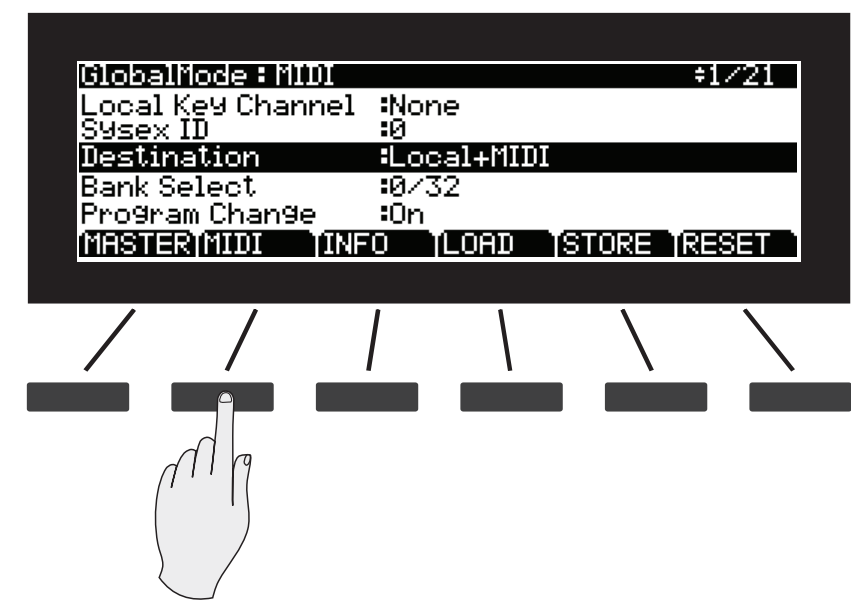 GlobalMode:MIDI ÷1/21
Local Key Channel :None
Sysex ID :0
Destination :Local+MIDI
Bank Select :0/32
Program Change :On
MASTER MIDI INFO LOAD STORE RESET